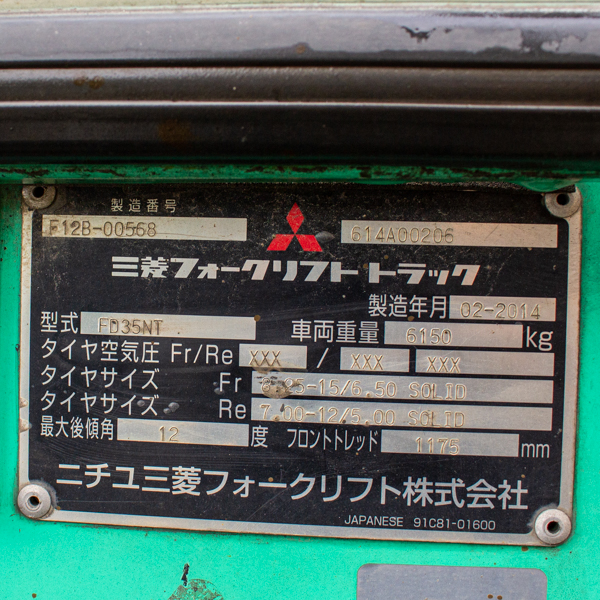 製造番号
F12B-00568 614A00206
三菱フォークリフトトラック
製造年月 02-2014
型式 FD35NT 車両重量 6150 kg
タイヤ空気圧 Fr/Re XXX / XXX XXX
タイヤサイズ Fr 8.25-15/6.50 SOLID
タイヤサイズ Re 7.00-12/5.00 SOLID
最大後傾角 12 度 フロントトレッド 1175 mm
ニチユ三菱フォークリフト株式会社
JAPANESE 91C81-01600